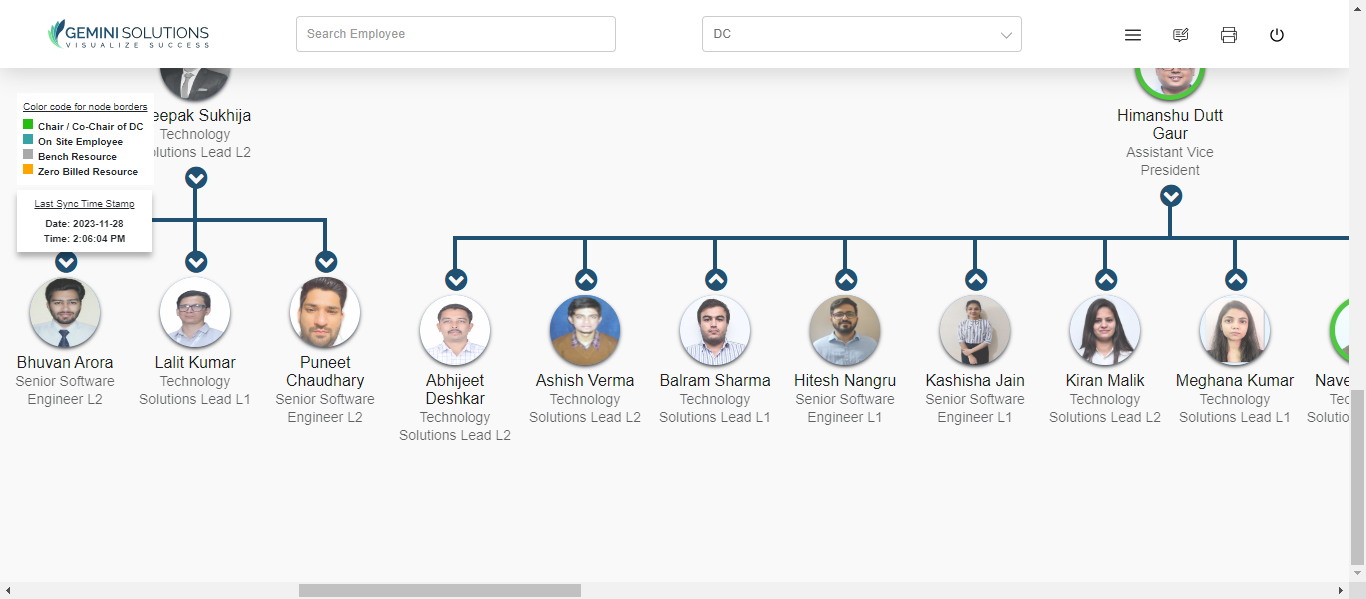 GEMINI SOLUTIONS
VISUALIZE SUCCESS
Search Employee
DC
Color code for node borders
Chair / Co-Chair of DC
On Site Employee
Bench Resource
Zero Billed Resource
Last Sync Time Stamp
Date: 2023-11-28
Time: 2:06:04 PM
eepak Sukhija
Technology
olutions Lead L2
Himanshu Dutt
Gaur
Assistant Vice
President
Bhuvan Arora
Senior Software
Engineer L2
Lalit Kumar
Technology
Solutions Lead L1
Puneet
Chaudhary
Senior Software
Engineer L2
Abhijeet
Deshkar
Technology
Solutions Lead L2
Ashish Verma
Technology
Solutions Lead L2
Balram Sharma
Technology
Solutions Lead L1
Hitesh Nangru
Senior Software
Engineer L1
Kashisha Jain
Senior Software
Engineer L1
Kiran Malik
Technology
Solutions Lead L2
Meghana Kumar
Technology
Solutions Lead L1
Nave
Tec
Solutio